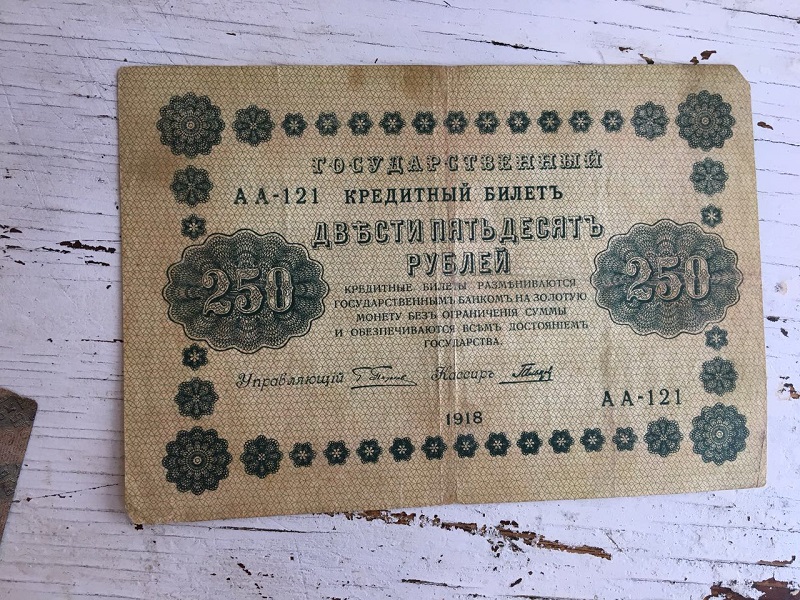 ГОСУДАРСТВЕННЫЙ
АА-121 КРЕДИТНЫЙ БИЛЕТЪ
ДВѢСТИ ПЯТЬДЕСЯТЪ
РУБЛЕЙ
250
250
КРЕДИТНЫЕ БИЛЕТЫ РАЗМѢНИВАЮТСЯ
ГОСУДАРСТВЕННЫМЪ БАНКОМЪ НА ЗОЛОТУЮ
МОНЕТУ БЕЗЪ ОГРАНИЧЕНІЯ СУММЫ
И ОБЕЗПЕЧИВАЮТСЯ ВСѢМЪ ДОСТОЯНІЕМЪ
ГОСУДАРСТВА.
Управляющій Кассиръ
АА-121
1918